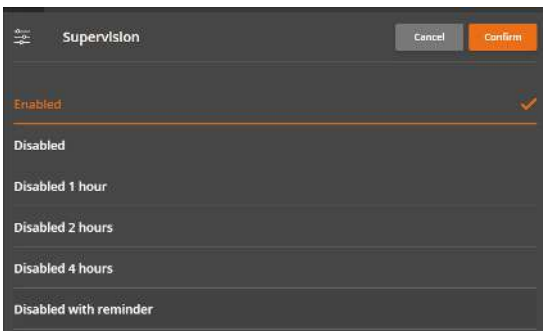 Supervision
Cancel
Confirm
Enabled
Disabled
Disabled 1 hour
Disabled 2 hours
Disabled 4 hours
Disabled with reminder